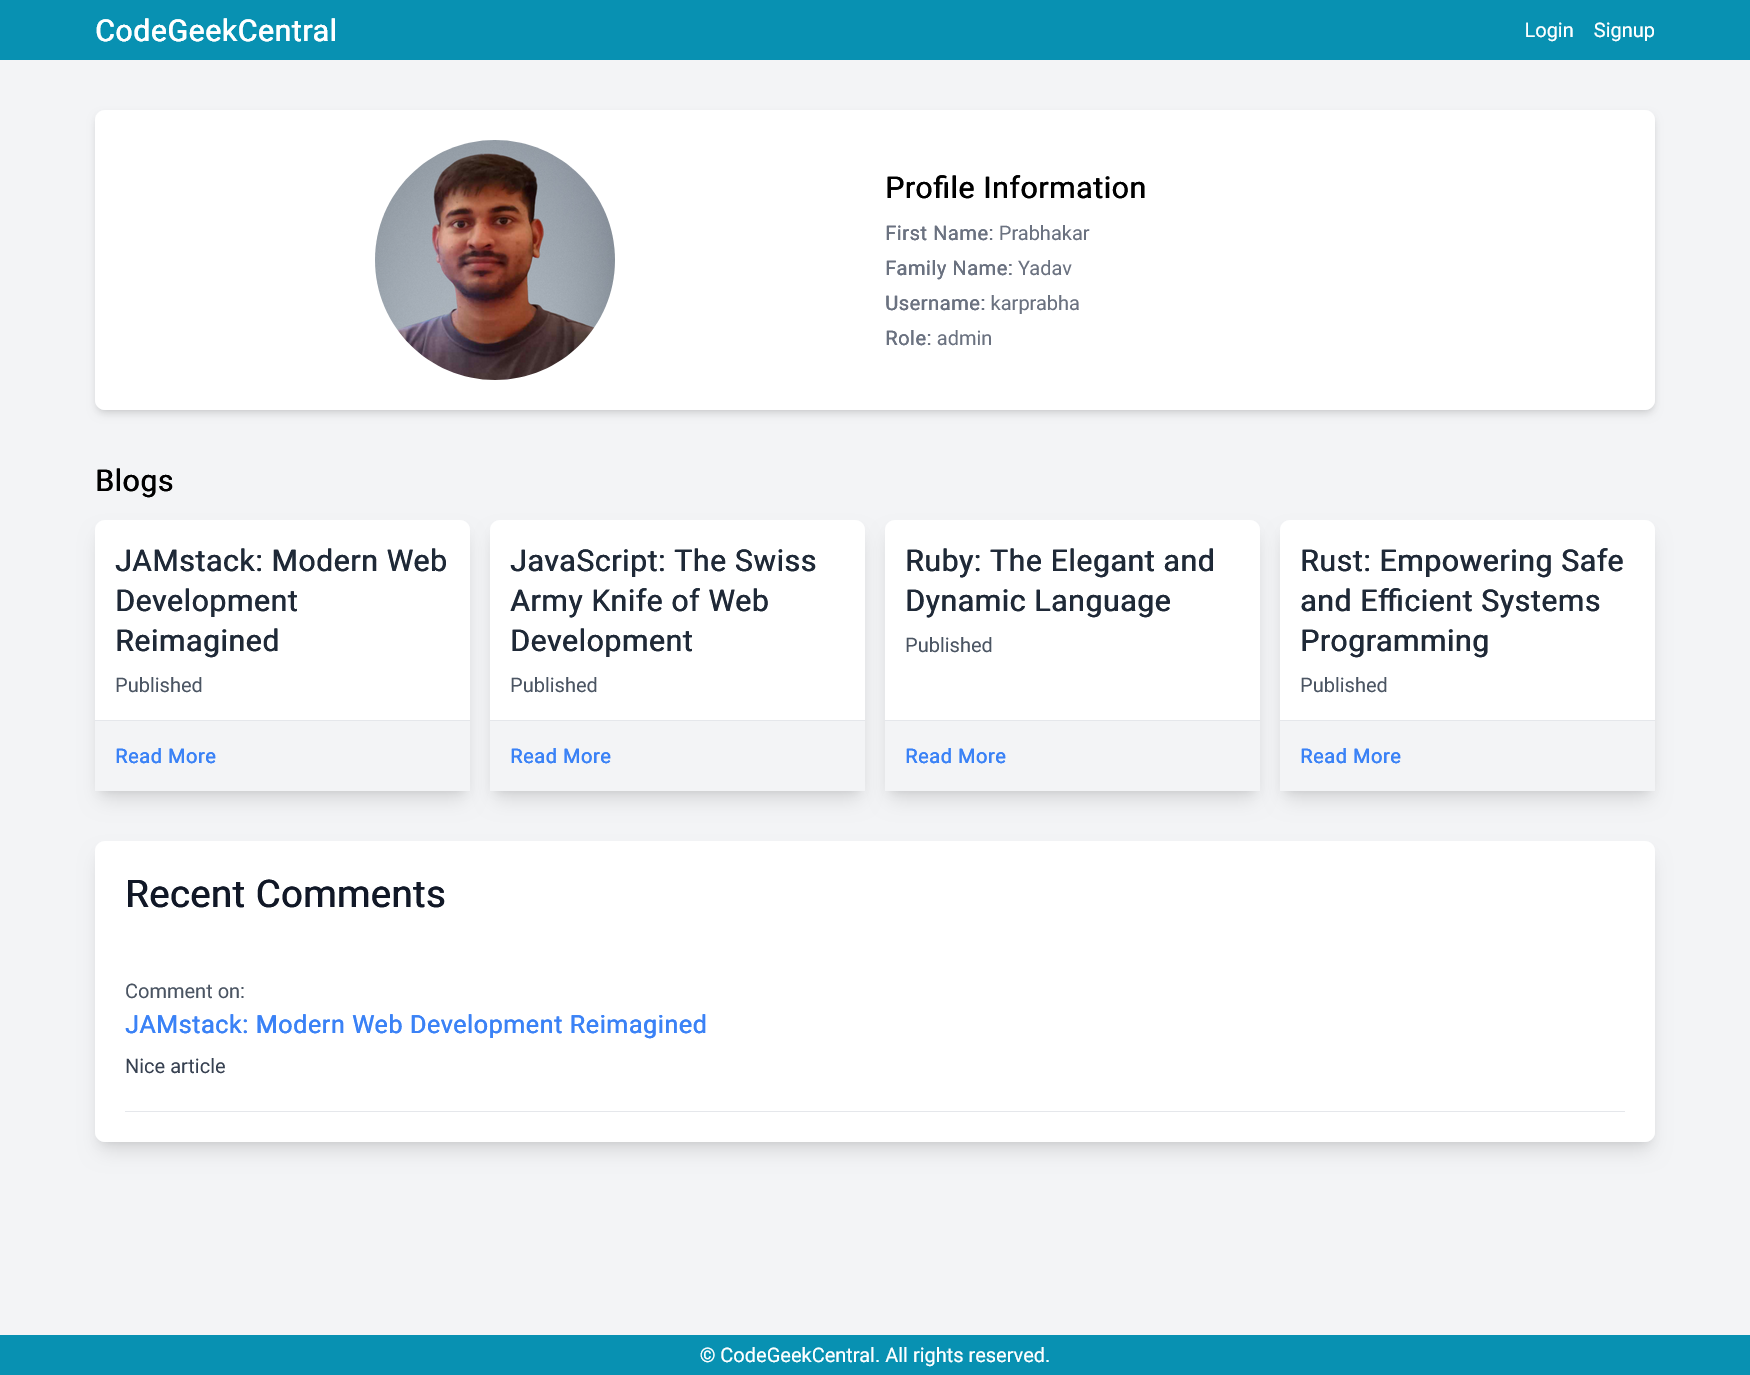 CodeGeekCentral
Login Signup
Profile Information
First Name: Prabhakar
Family Name: Yadav
Username: karprabha
Role: admin
Blogs
JAMstack: Modern Web
Development
Reimagined
Published
Read More
JavaScript: The Swiss
Army Knife of Web
Development
Published
Read More
Ruby: The Elegant and
Dynamic Language
Published
Read More
Rust: Empowering Safe
and Efficient Systems
Programming
Published
Read More
Recent Comments
Comment on:
JAMstack: Modern Web Development Reimagined
Nice article
© CodeGeekCentral. All rights reserved.